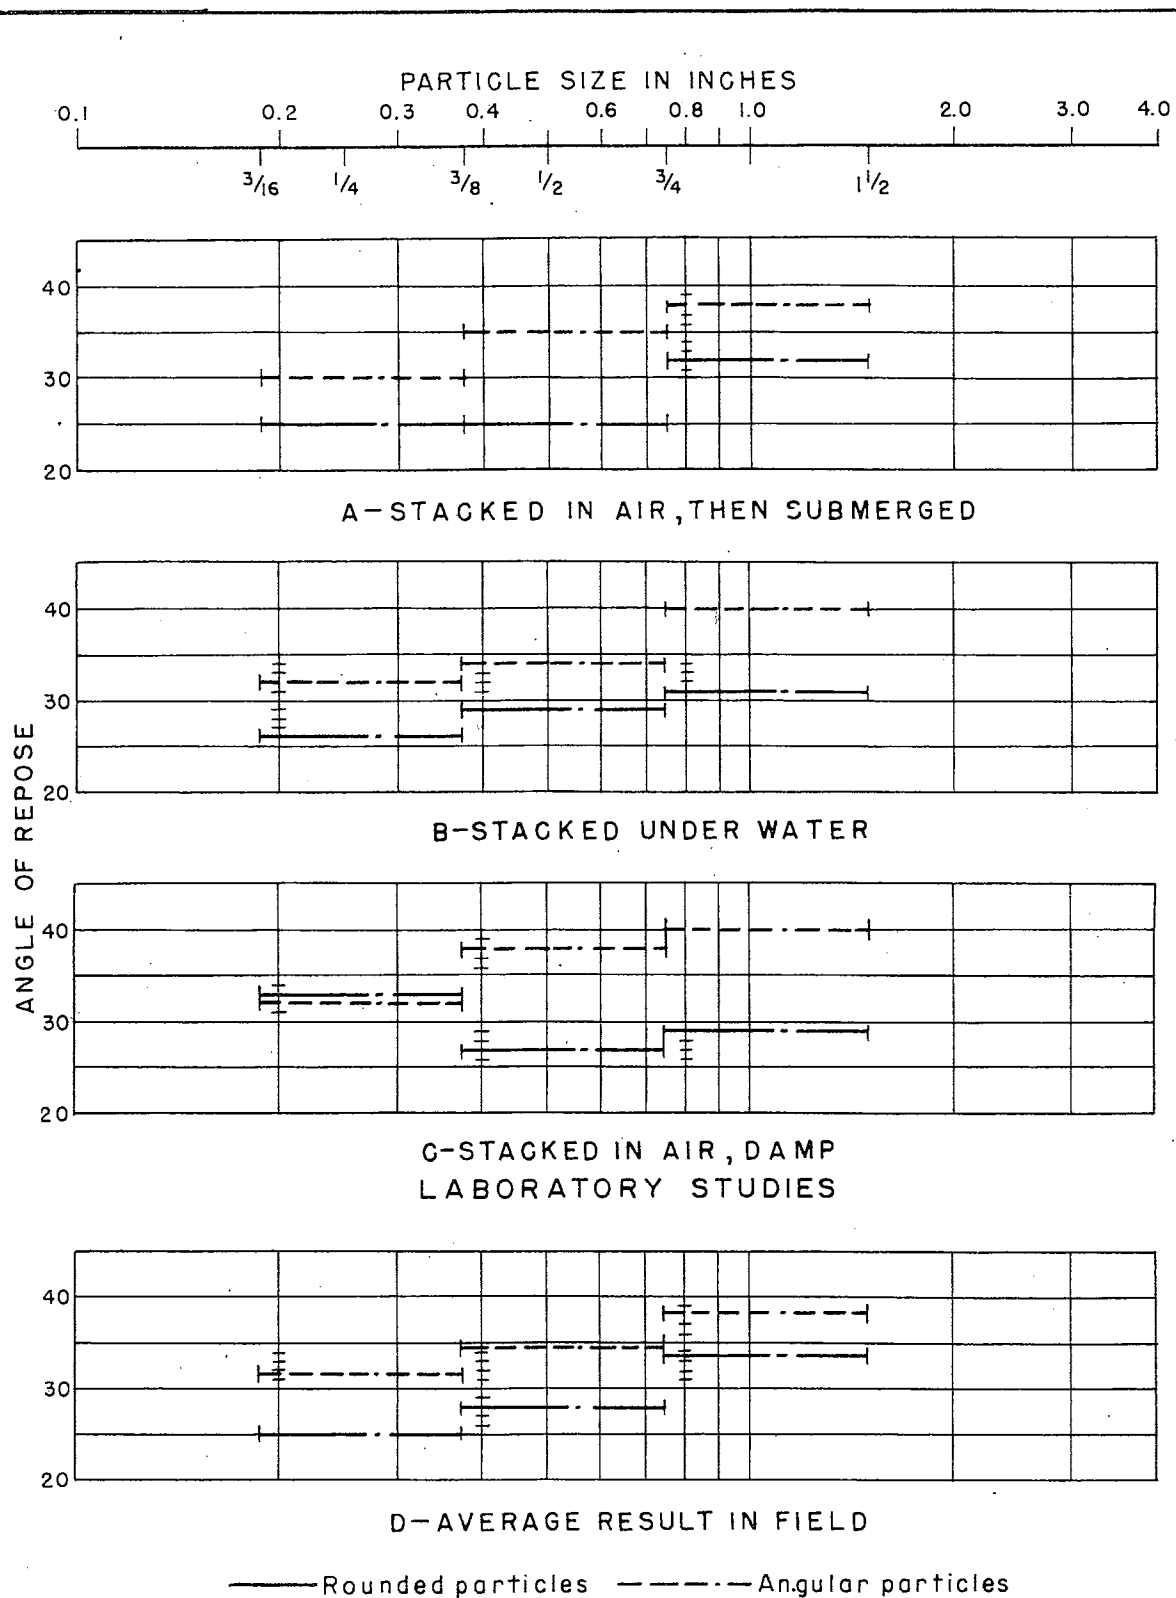 PARTICLE SIZE IN INCHES
0.1 0.2 0.3 0.4 0.6 0.8 1.0 2.0 3.0 4.0
3/16 1/4 3/8 1/2 3/4 1 1/2
40
30
20
A-STACKED IN AIR, THEN SUBMERGED
40
30
20
B-STACKED UNDER WATER
ANGLE OF REPOSE
40
30
20
C-STACKED IN AIR, DAMP
LABORATORY STUDIES
40
30
20
D-AVERAGE RESULT IN FIELD
Rounded particles Angular particles